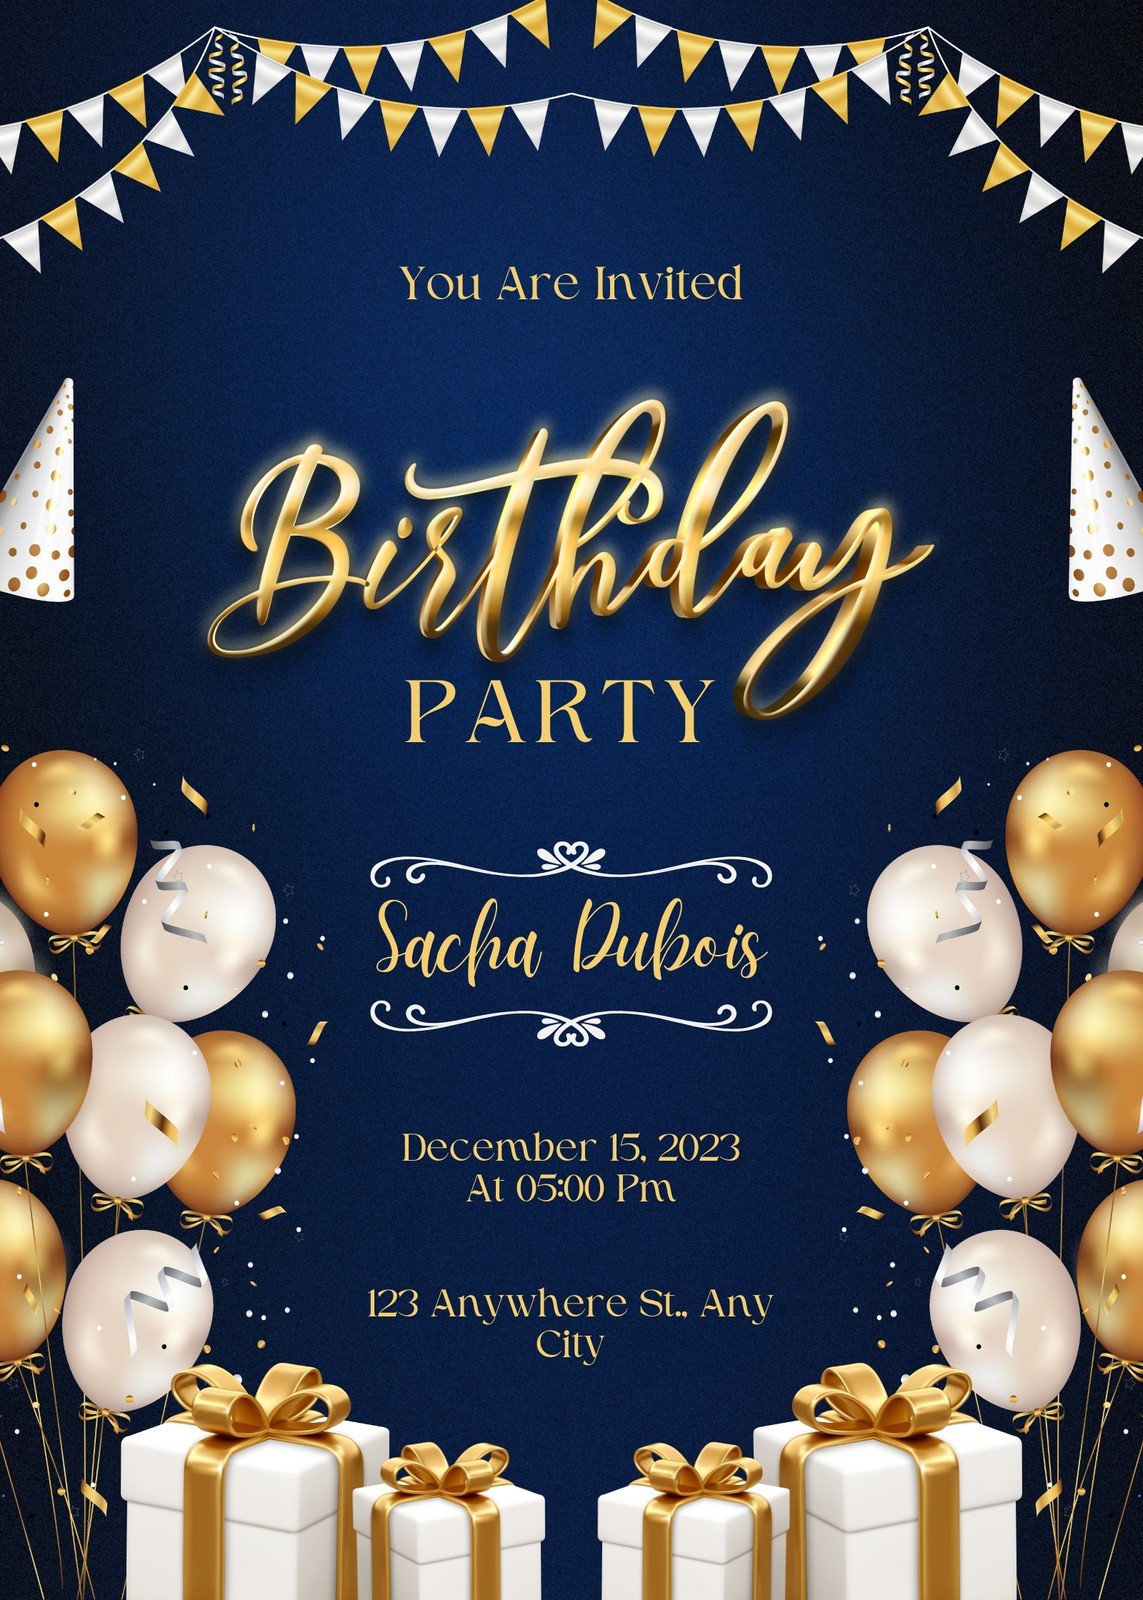 You Are Invited
Birthday
PARTY
Sacha Dubois
December 15, 2023
At 05:00 Pm
123 Anywhere St., Any
City